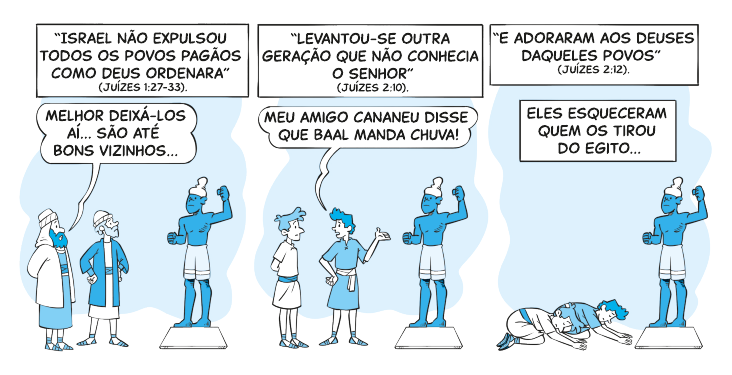 “ISRAEL NÃO EXPULSOU
TODOS OS POVOS PAGÃOS
COMO DEUS ORDENARA”
(JUÍZES 1:27-33).
MELHOR DEIXÁ-LOS
AÍ... SÃO ATÉ
BONS VIZINHOS...
“LEVANTOU-SE OUTRA
GERAÇÃO QUE NÃO CONHECIA
O SENHOR”
(JUÍZES 2:10).
MEU AMIGO CANANEU DISSE
QUE BAAL MANDA CHUVA!
“E ADORARAM AOS DEUSES
DAQUELES POVOS”
(JUÍZES 2:12).
ELES ESQUECERAM
QUEM OS TIROU
DO EGITO...